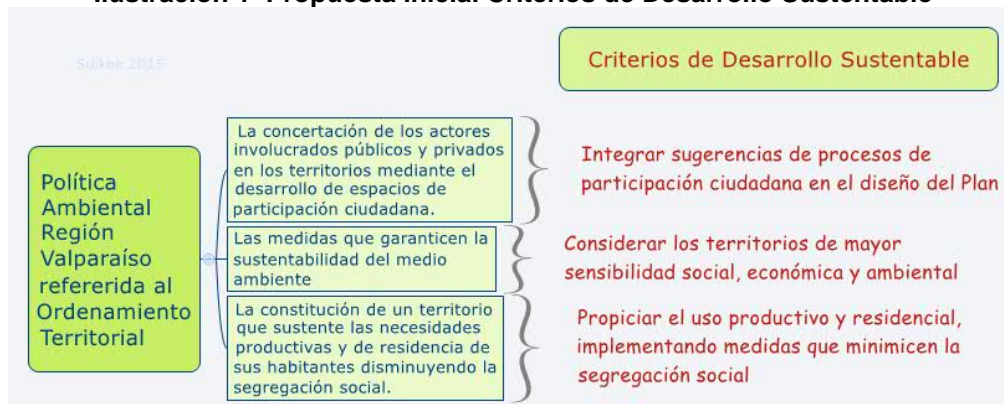 Ilustración 1 Propuesta Inicial Criterios de Desarrollo Sustentable
Suikee 2015
Criterios de Desarrollo Sustentable
Política
Ambiental
Región
Valparaíso
refererida al
Ordenamiento
Territorial
La concertación de los actores
involucrados públicos y privados
en los territorios mediante el
desarrollo de espacios de
participación ciudadana.
Integrar sugerencias de procesos de
participación ciudadana en el diseño del Plan
Las medidas que garanticen la
sustentabilidad del medio
ambiente
Considerar los territorios de mayor
sensibilidad social, económica y ambiental
La constitución de un territorio
que sustente las necesidades
productivas y de residencia de
sus habitantes disminuyendo la
segregación social.
Propiciar el uso productivo y residencial,
implementando medidas que minimicen la
segregación social